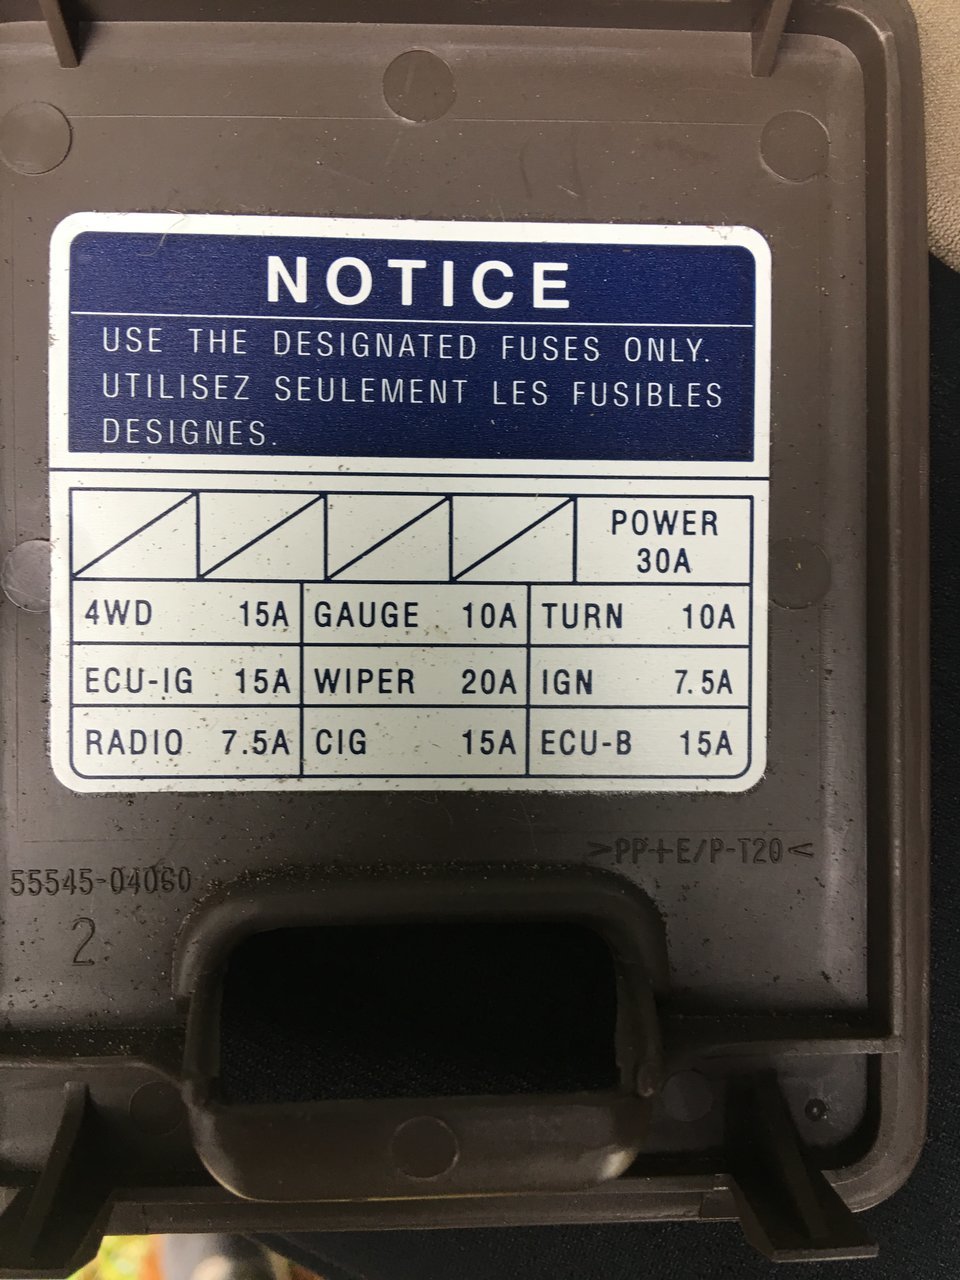 NOTICE
USE THE DESIGNATED FUSES ONLY.
UTILISEZ SEULEMENT LES FUSIBLES
DESIGNES.
POWER
30A
4WD 15A GAUGE 10A TURN 10A
ECU-IG 15A WIPER 20A IGN 7.5A
RADIO 7.5A CIG 15A ECU-B 15A
>PP+E/P-T20<
55545-04060
2